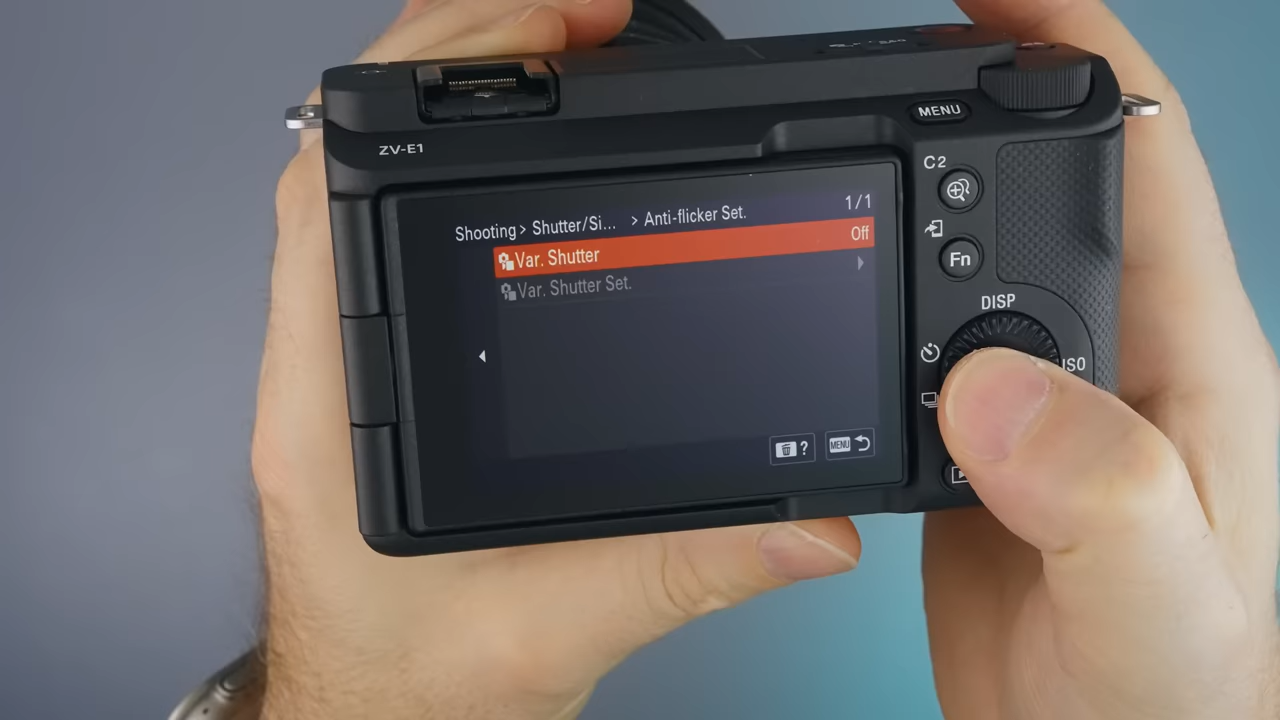 MENU
ZV-E1
C2
Shooting > Shutter/Si... > Anti-flicker Set. 1/1
Var. Shutter Off
Var. Shutter Set.
Fn
DISP
ISO
? MENU